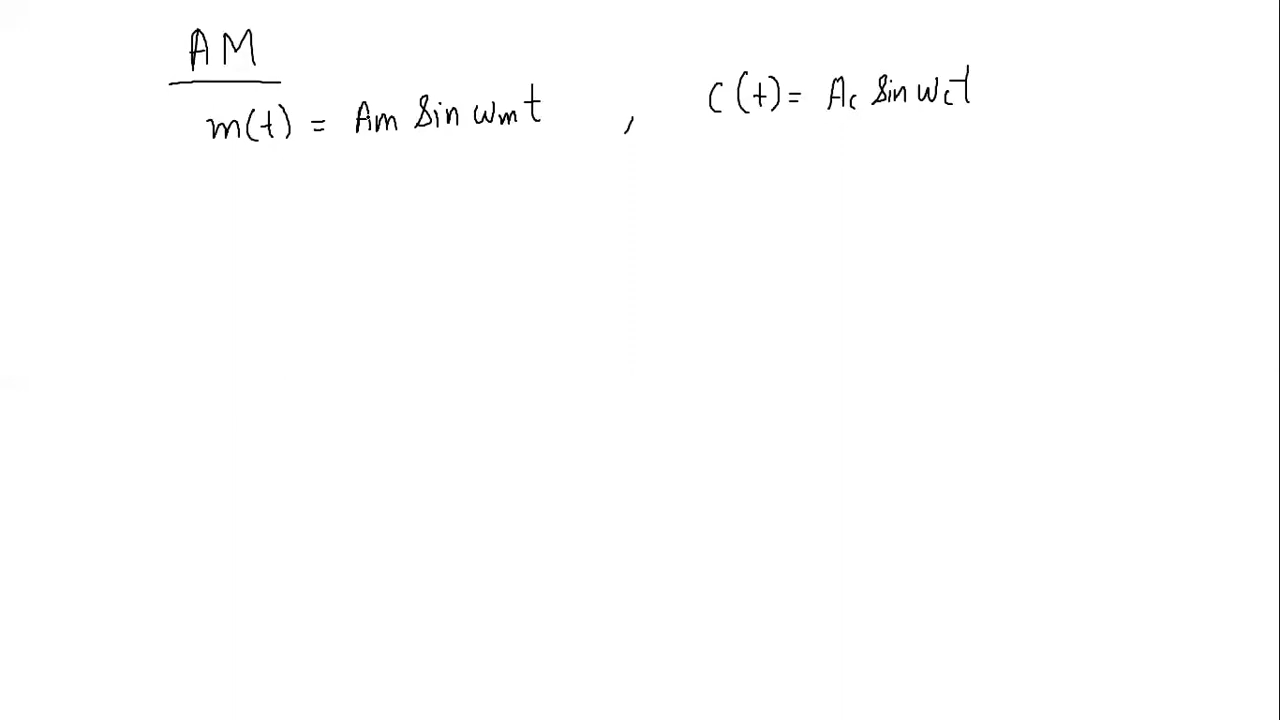 AM
m(t) = Am Sin ωmt , C(t) = Ac Sin ωct